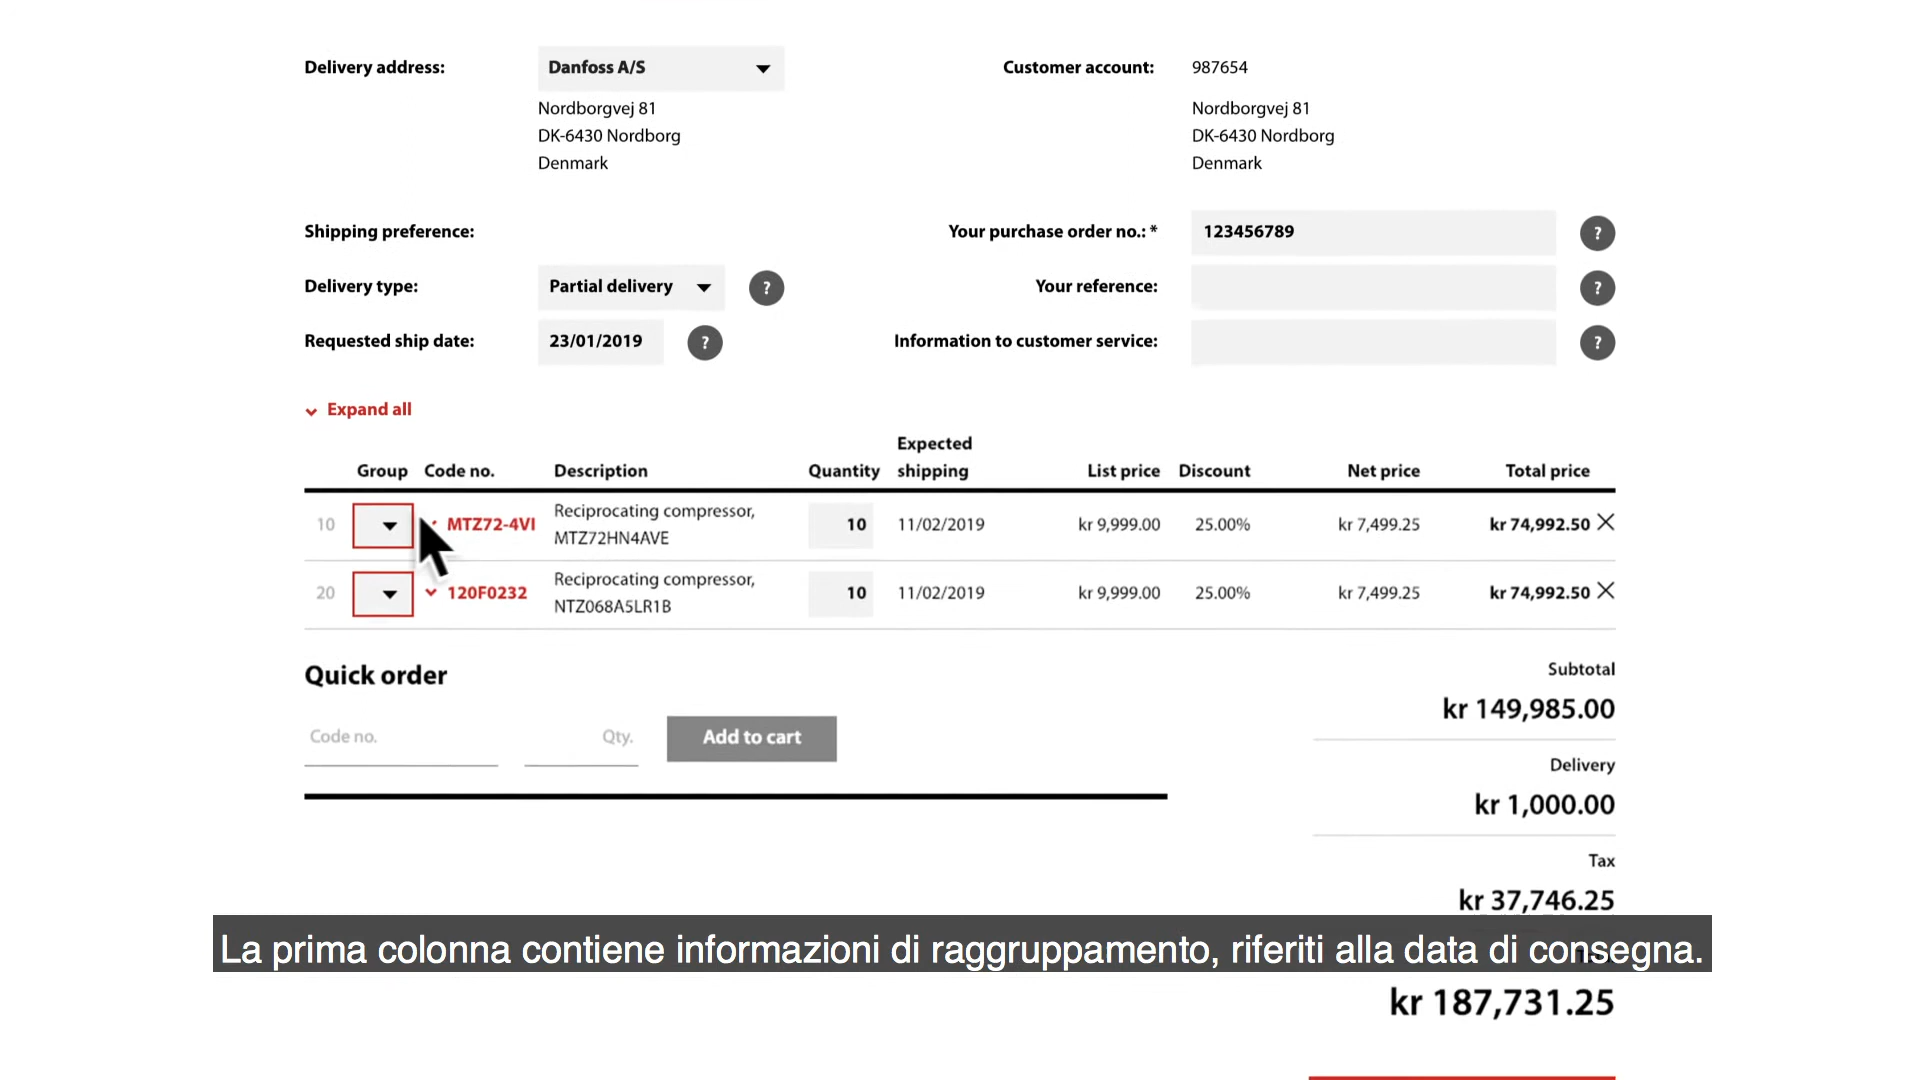 Delivery address:
Danfoss A/S
Nordborgvej 81
DK-6430 Nordborg
Denmark
Customer account:
987654
Nordborgvej 81
DK-6430 Nordborg
Denmark
Shipping preference:
Your purchase order no.: *
123456789
?
Delivery type:
Partial delivery
?
Your reference:
?
Requested ship date:
23/01/2019
?
Information to customer service:
?
Expand all
Group Code no. Description Quantity Expected shipping List price Discount Net price Total price
10 MTZ72-4VI Reciprocating compressor, 10 11/02/2019 kr 9,999.00 25.00% kr 7,499.25 kr 74,992.50
MTZ72HN4AVE
20 120F0232 Reciprocating compressor, 10 11/02/2019 kr 9,999.00 25.00% kr 7,499.25 kr 74,992.50
NTZ068A5LR1B
Quick order
Code no. Qty. Add to cart
Subtotal
kr 149,985.00
Delivery
kr 1,000.00
Tax
kr 37,746.25
La prima colonna contiene informazioni di raggruppamento, riferiti alla data di consegna.
kr 187,731.25